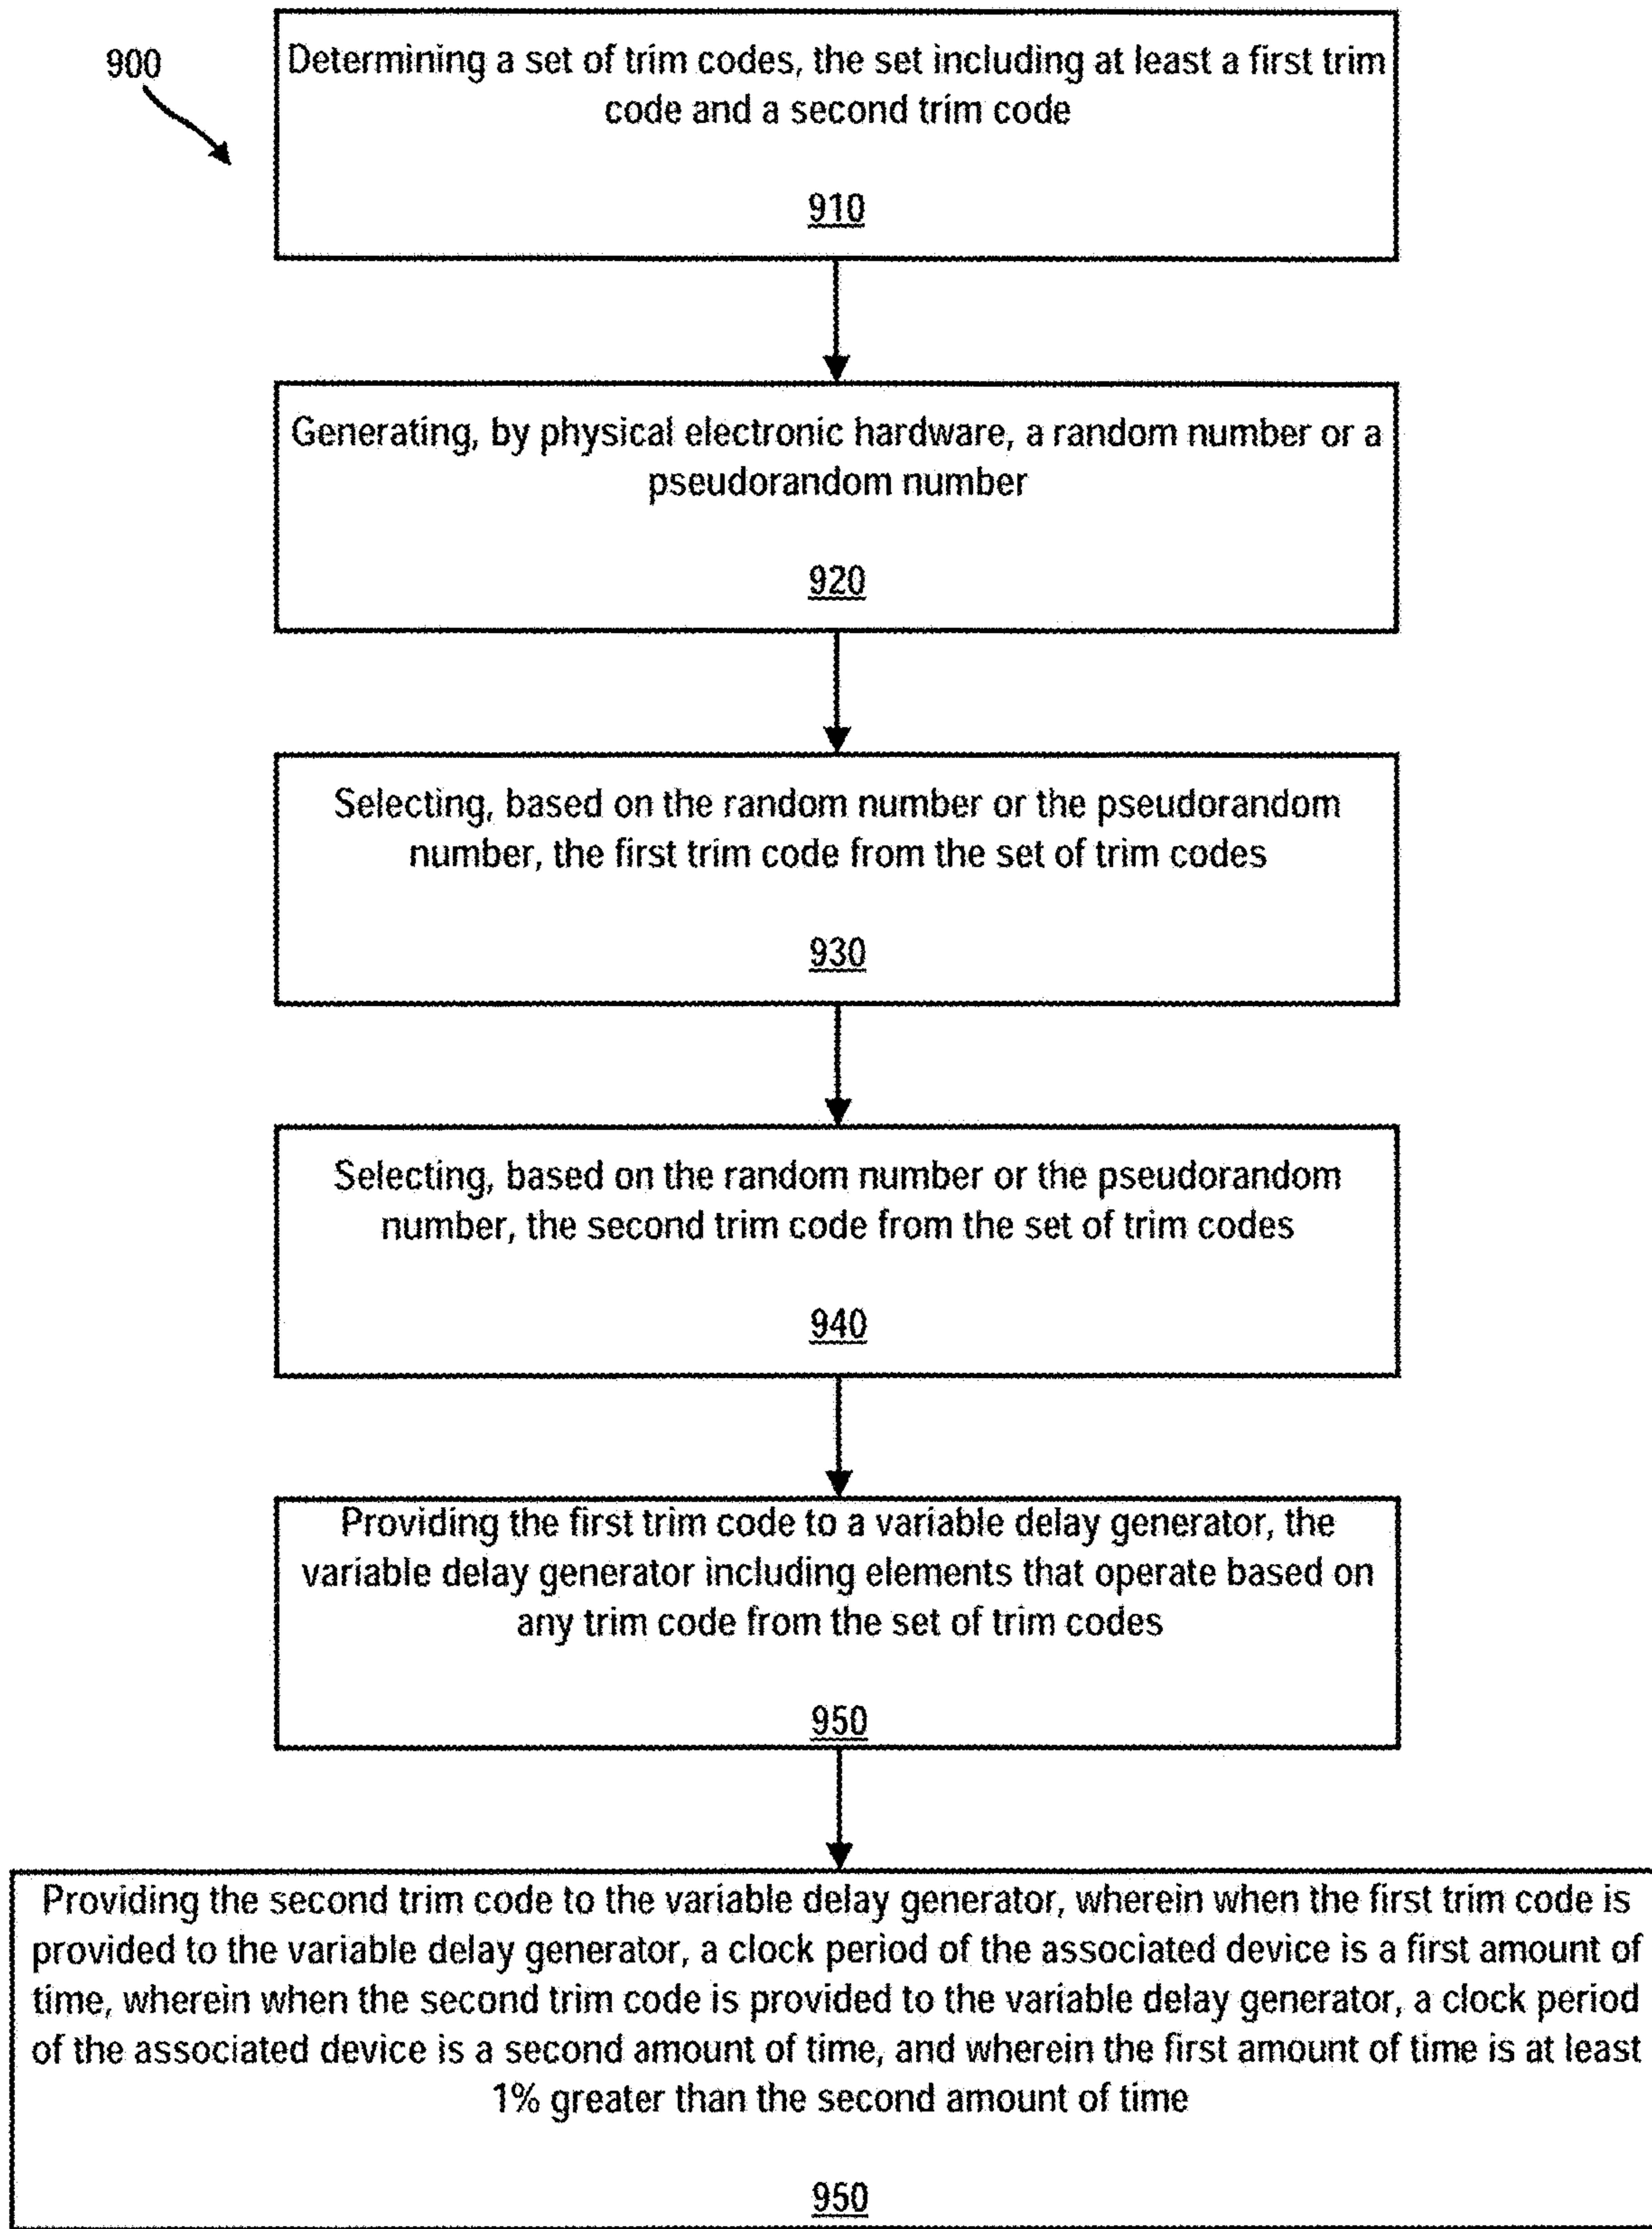 900
Determining a set of trim codes, the set including at least a first trim
code and a second trim code
910
Generating, by physical electronic hardware, a random number or a
pseudorandom number
920
Selecting, based on the random number or the pseudorandom
number, the first trim code from the set of trim codes
930
Selecting, based on the random number or the pseudorandom
number, the second trim code from the set of trim codes
940
Providing the first trim code to a variable delay generator, the
variable delay generator including elements that operate based on
any trim code from the set of trim codes
950
Providing the second trim code to the variable delay generator, wherein when the first trim code is
provided to the variable delay generator, a clock period of the associated device is a first amount of
time, wherein when the second trim code is provided to the variable delay generator, a clock period
of the associated device is a second amount of time, and wherein the first amount of time is at least
1% greater than the second amount of time
950